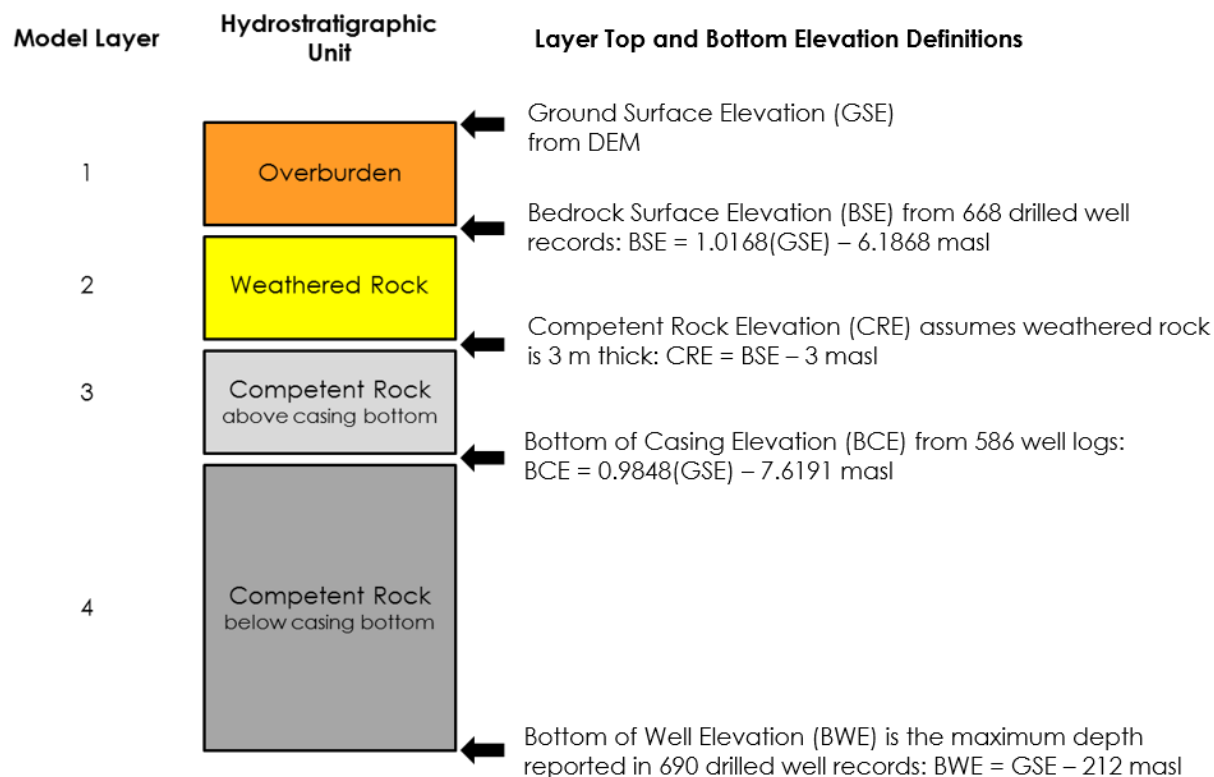 Model Layer
Hydrostratigraphic
Unit
Layer Top and Bottom Elevation Definitions
Ground Surface Elevation (GSE)
from DEM
1
Overburden
Bedrock Surface Elevation (BSE) from 668 drilled well
records: BSE = 1.0168(GSE) – 6.1868 masl
2
Weathered Rock
Competent Rock Elevation (CRE) assumes weathered rock
is 3 m thick: CRE = BSE – 3 masl
3
Competent Rock
above casing bottom
Bottom of Casing Elevation (BCE) from 586 well logs:
BCE = 0.9848(GSE) – 7.6191 masl
4
Competent Rock
below casing bottom
Bottom of Well Elevation (BWE) is the maximum depth
reported in 690 drilled well records: BWE = GSE – 212 masl